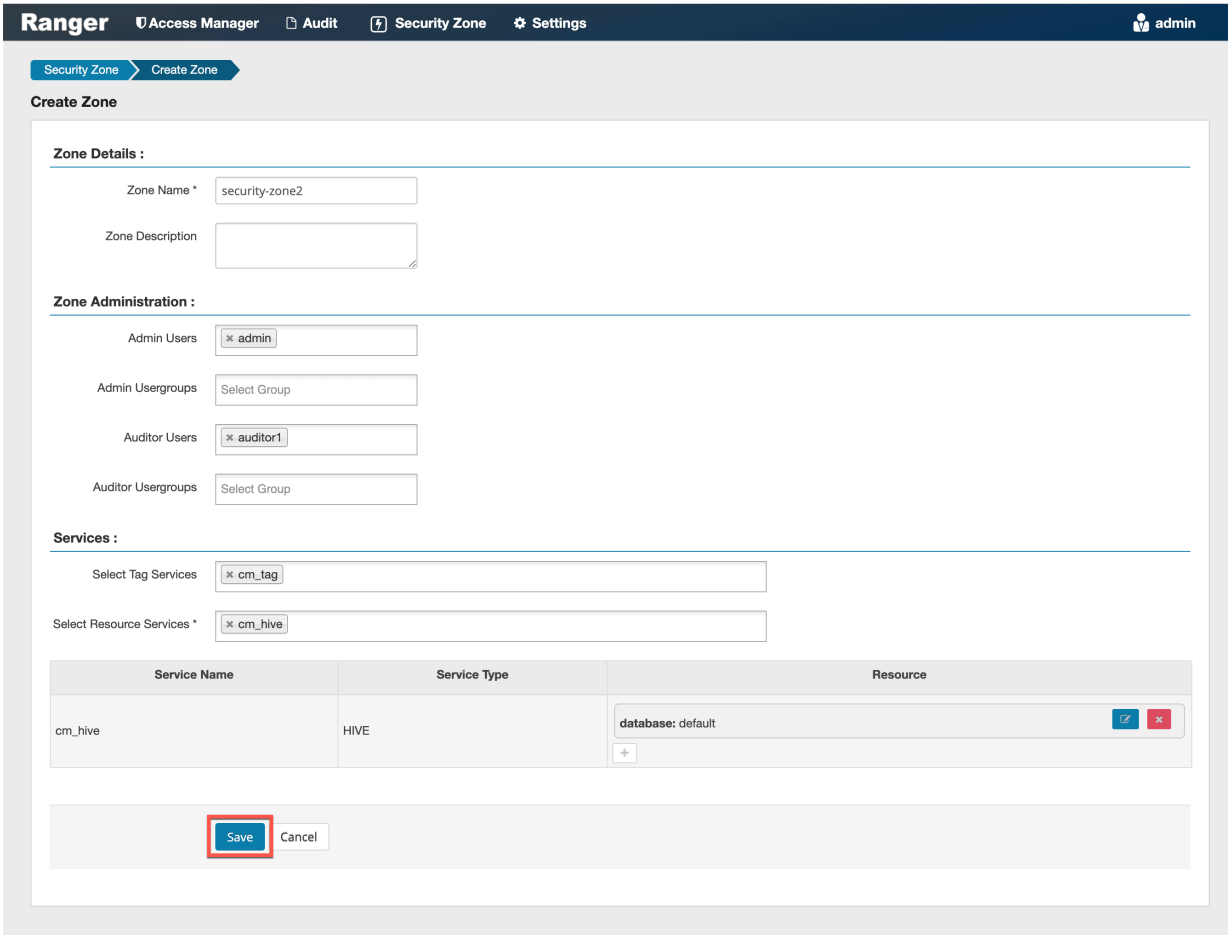 Ranger Access Manager Audit Security Zone Settings admin
Security Zone Create Zone
Create Zone
Zone Details :
Zone Name * security-zone2
Zone Description
Zone Administration :
Admin Users × admin
Admin Usergroups Select Group
Auditor Users × auditor1
Auditor Usergroups Select Group
Services :
Select Tag Services × cm_tag
Select Resource Services * × cm_hive
Service Name Service Type Resource
cm_hive HIVE database: default
+
Save Cancel